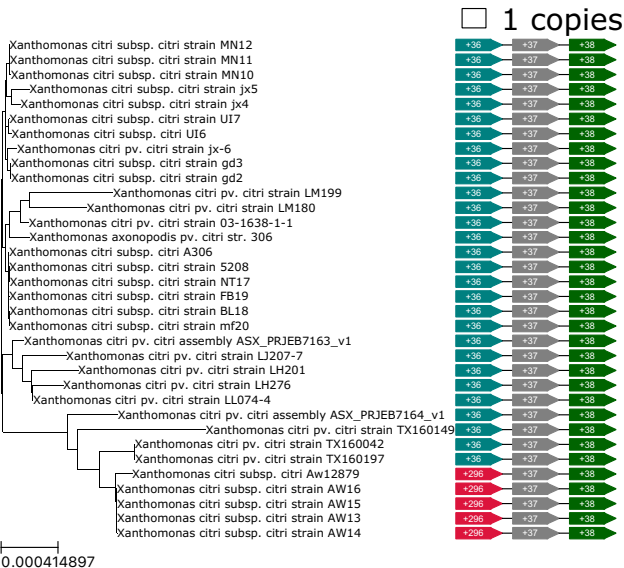 1 copies
Xanthomonas citri subsp. citri strain MN12 +36 +37 +38
Xanthomonas citri subsp. citri strain MN11 +36 +37 +38
Xanthomonas citri subsp. citri strain MN10 +36 +37 +38
Xanthomonas citri subsp. citri strain jx5 +36 +37 +38
Xanthomonas citri subsp. citri strain jx4 +36 +37 +38
Xanthomonas citri subsp. citri strain UI7 +36 +37 +38
Xanthomonas citri subsp. citri UI6 +36 +37 +38
Xanthomonas citri pv. citri strain jx-6 +36 +37 +38
Xanthomonas citri subsp. citri strain gd3 +36 +37 +38
Xanthomonas citri subsp. citri strain gd2 +36 +37 +38
Xanthomonas citri pv. citri strain LM199 +36 +37 +38
Xanthomonas citri pv. citri strain LM180 +36 +37 +38
Xanthomonas citri pv. citri strain 03-1638-1-1 +36 +37 +38
Xanthomonas axonopodis pv. citri str. 306 +36 +37 +38
Xanthomonas citri subsp. citri A306 +36 +37 +38
Xanthomonas citri subsp. citri strain 5208 +36 +37 +38
Xanthomonas citri subsp. citri strain NT17 +36 +37 +38
Xanthomonas citri subsp. citri strain FB19 +36 +37 +38
Xanthomonas citri subsp. citri strain BL18 +36 +37 +38
Xanthomonas citri subsp. citri strain mf20 +36 +37 +38
Xanthomonas citri pv. citri assembly ASX_PRJEB7163_v1 +36 +37 +38
Xanthomonas citri pv. citri strain LJ207-7 +36 +37 +38
Xanthomonas citri pv. citri strain LH201 +36 +37 +38
Xanthomonas citri pv. citri strain LH276 +36 +37 +38
Xanthomonas citri pv. citri strain LL074-4 +36 +37 +38
Xanthomonas citri pv. citri assembly ASX_PRJEB7164_v1 +36 +37 +38
Xanthomonas citri pv. citri strain TX160149 +36 +37 +38
Xanthomonas citri pv. citri strain TX160042 +36 +37 +38
Xanthomonas citri pv. citri strain TX160197 +36 +37 +38
Xanthomonas citri subsp. citri Aw12879 +296 +37 +38
Xanthomonas citri subsp. citri strain AW16 +296 +37 +38
Xanthomonas citri subsp. citri strain AW15 +296 +37 +38
Xanthomonas citri subsp. citri strain AW13 +296 +37 +38
Xanthomonas citri subsp. citri strain AW14 +296 +37 +38
0.000414897